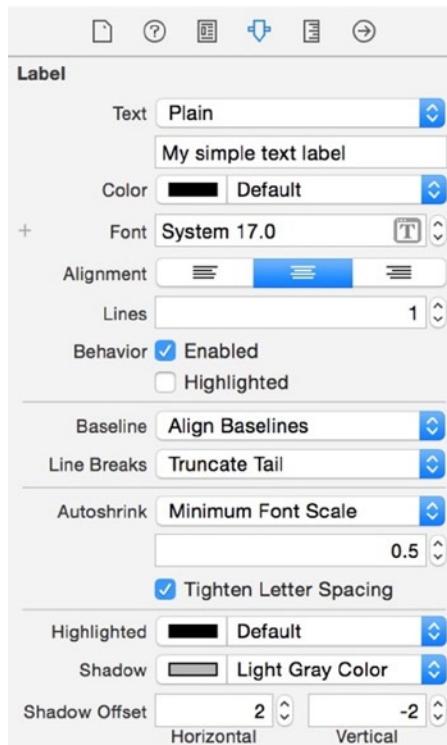 Label
Text Plain
My simple text label
Color Default
+ Font System 17.0 T
Alignment
Lines 1
Behavior Enabled
Highlighted
Baseline Align Baselines
Line Breaks Truncate Tail
Autoshrink Minimum Font Scale
0.5
Tighten Letter Spacing
Highlighted Default
Shadow Light Gray Color
Shadow Offset 2 -2
Horizontal Vertical